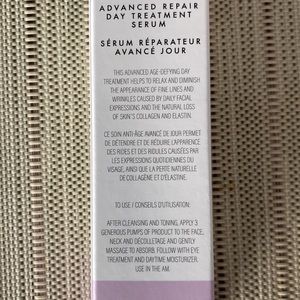 ADVANCED REPAIR
DAY TREATMENT
SERUM
SÉRUM RÉPARATEUR
AVANCÉ JOUR
THIS ADVANCED AGE-DEFYING DAY
TREATMENT HELPS TO RELAX AND DIMINISH
THE APPEARANCE OF FINE LINES AND
WRINKLES CAUSED BY DAILY FACIAL
EXPRESSIONS AND THE NATURAL LOSS
OF SKIN'S COLLAGEN AND ELASTIN.
CE SOIN ANTI-ÂGE AVANCÉ DE JOUR PERMET
DE DÉTENDRE ET DE RÉDUIRE L'APPARENCE
DES RIDES ET DES RIDULES CAUSÉES PAR
LES EXPRESSIONS QUOTIDIENNES DU
VISAGE, AINSI QUE LA PERTE NATURELLE
DE COLLAGÈNE ET D'ÉLASTINE.
TO USE / CONSEILS D'UTILISATION:
AFTER CLEANSING AND TONING, APPLY 3
GENEROUS PUMPS OF PRODUCT TO THE FACE,
NECK AND DÉCOLLETAGE AND GENTLY
MASSAGE TO ABSORB. FOLLOW WITH EYE
TREATMENT AND DAYTIME MOISTURIZER.
USE IN THE AM.